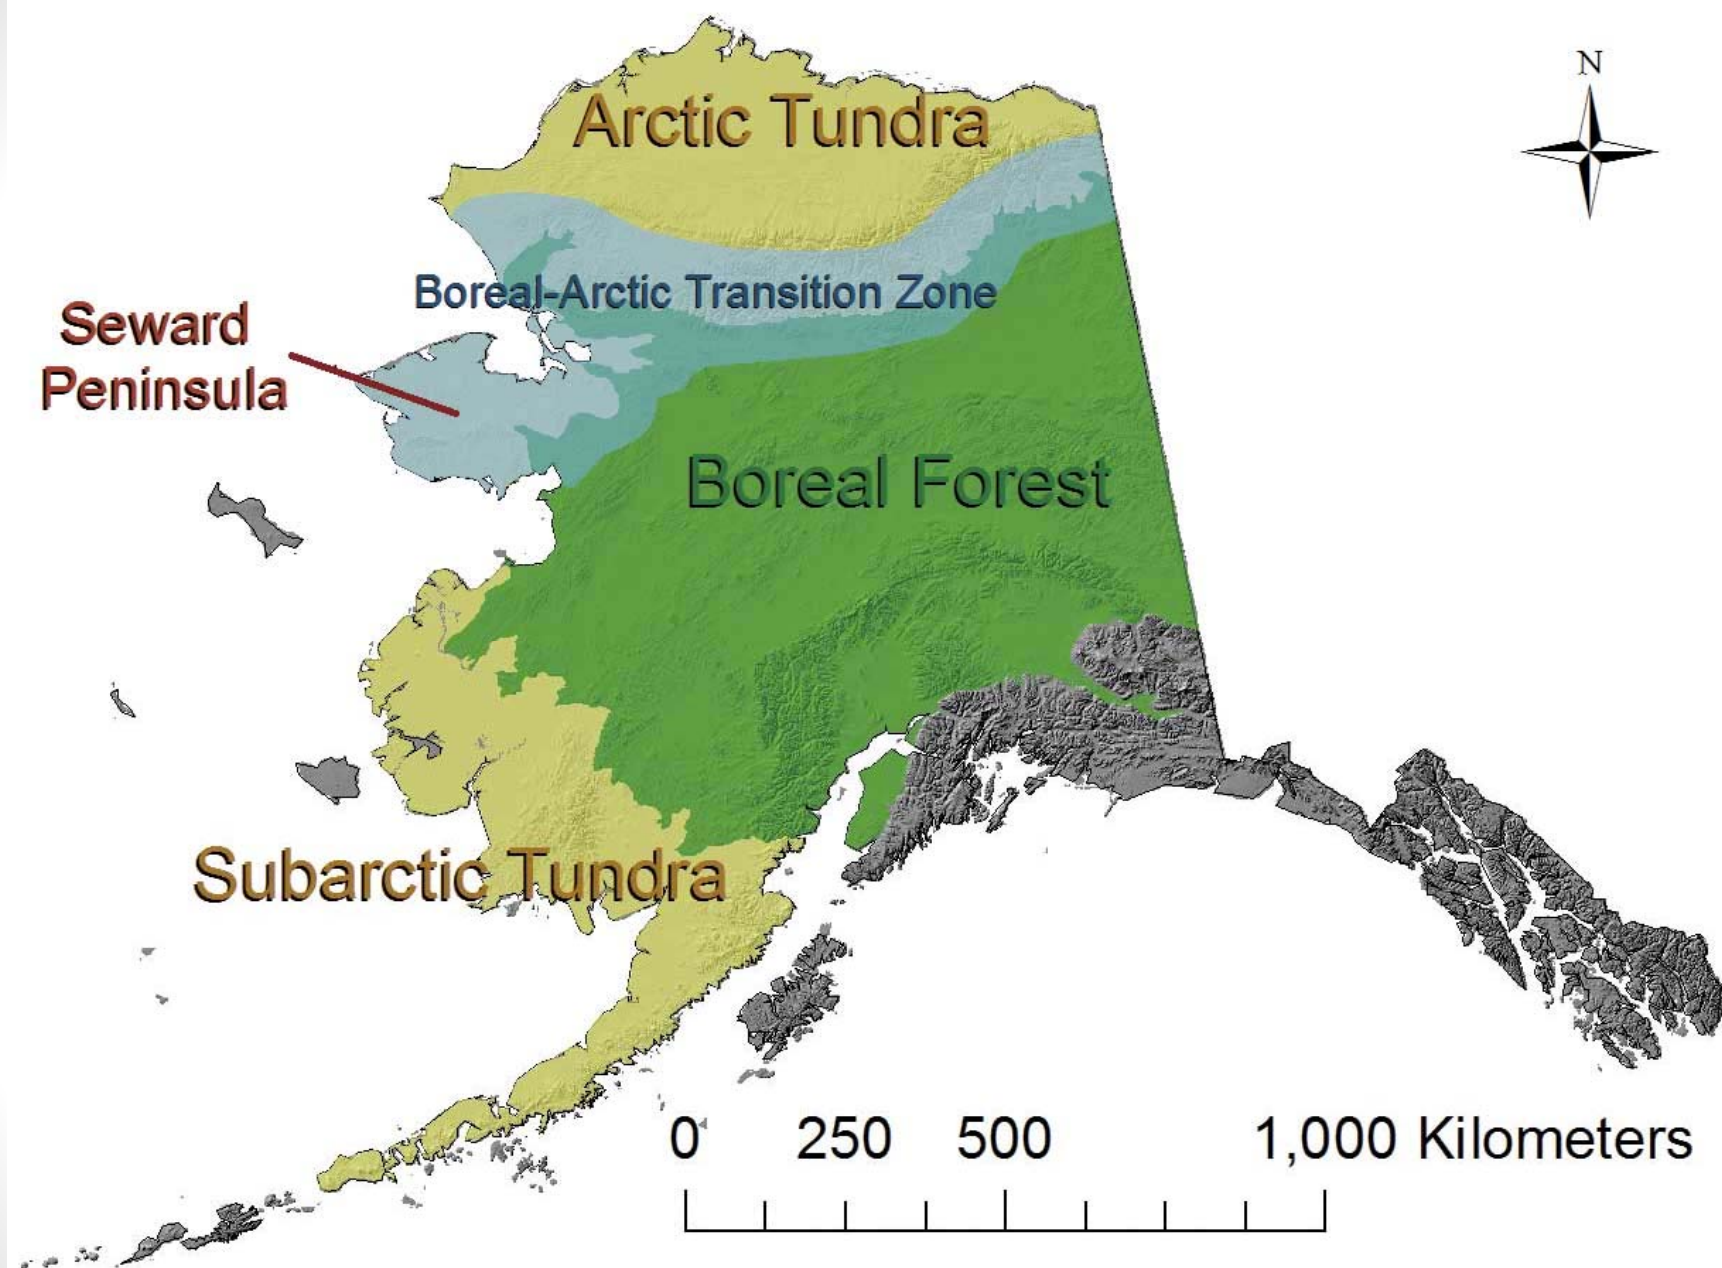 N
Arctic Tundra
Boreal-Arctic Transition Zone
Seward
Peninsula
Boreal Forest
Subarctic Tundra
0 250 500 1,000 Kilometers